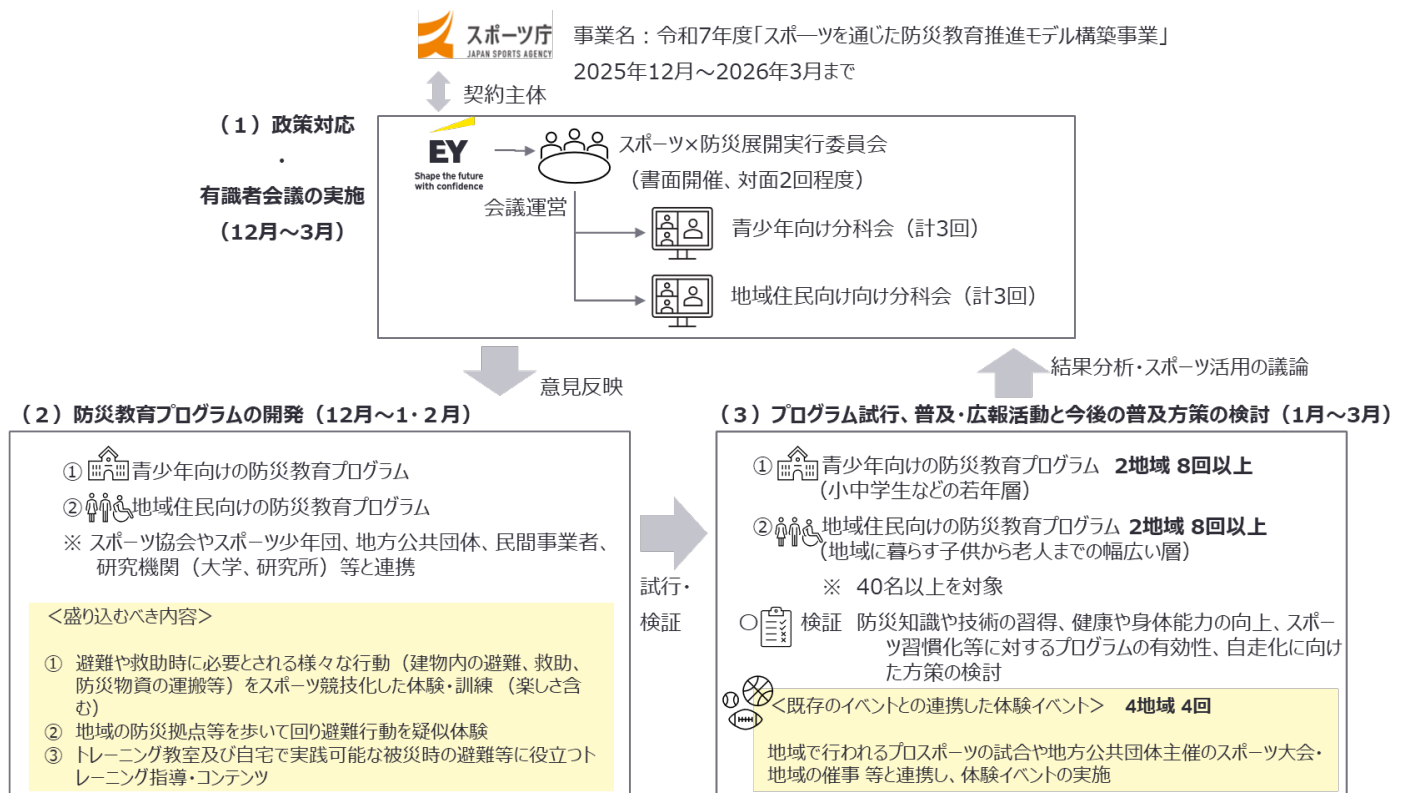 スポーツ庁
JAPAN SPORTS AGENCY
事業名：令和7年度「スポーツを通じた防災教育推進モデル構築事業」
2025年12月～2026年3月まで
契約主体
（１）政策対応
・
有識者会議の実施
（12月～3月）
EY
Shape the future
with confidence
スポーツ×防災展開実行委員会
（書面開催、対面2回程度）
会議運営
青少年向け分科会（計3回）
地域住民向け向け分科会（計3回）
意見反映
結果分析・スポーツ活用の議論
（２）防災教育プログラムの開発（12月～1・２月）
① 青少年向けの防災教育プログラム
② 地域住民向けの防災教育プログラム
※ スポーツ協会やスポーツ少年団、地方公共団体、民間事業者、
研究機関（大学、研究所）等と連携
＜盛り込むべき内容＞
① 避難や救助時に必要とされる様々な行動（建物内の避難、救助、
防災物資の運搬等）をスポーツ競技化した体験・訓練 （楽しさ含
む）
② 地域の防災拠点等を歩いて回り避難行動を疑似体験
③ トレーニング教室及び自宅で実践可能な被災時の避難等に役立つト
レーニング指導・コンテンツ
試行・
検証
（３）プログラム試行、普及・広報活動と今後の普及方策の検討（1月～3月）
① 青少年向けの防災教育プログラム 2地域 8回以上
（小中学生などの若年層）
② 地域住民向けの防災教育プログラム 2地域 8回以上
（地域に暮らす子供から老人までの幅広い層）
※ 40名以上を対象
○ 検証 防災知識や技術の習得、健康や身体能力の向上、スポー
ツ習慣化等に対するプログラムの有効性、自走化に向け
た方策の検討
＜既存のイベントとの連携した体験イベント＞ 4地域 4回
地域で行われるプロスポーツの試合や地方公共団体主催のスポーツ大会・
地域の催事 等と連携し、体験イベントの実施